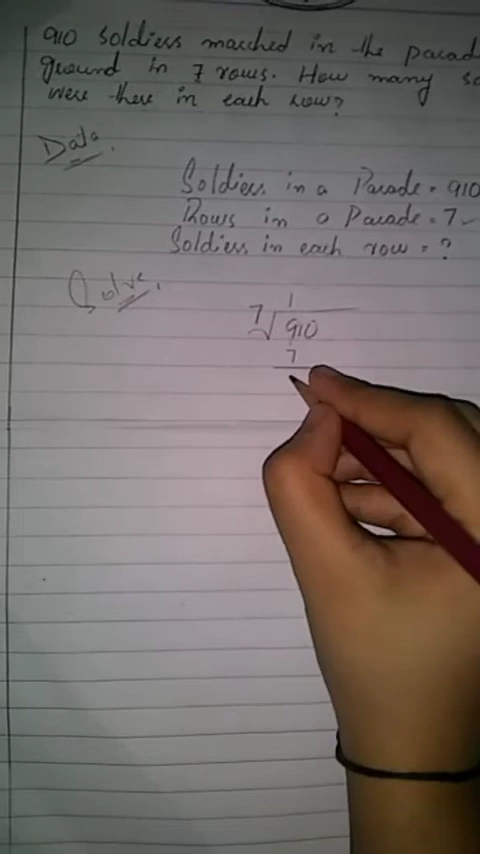 910 soldiers marched in the parad
ground in 7 rows. How many so
were there in each row?
Data.
Soldiers in a Parade = 910
Rows in a Parade = 7
Soldiers in each row = ?
Solve.
1
7 910
7